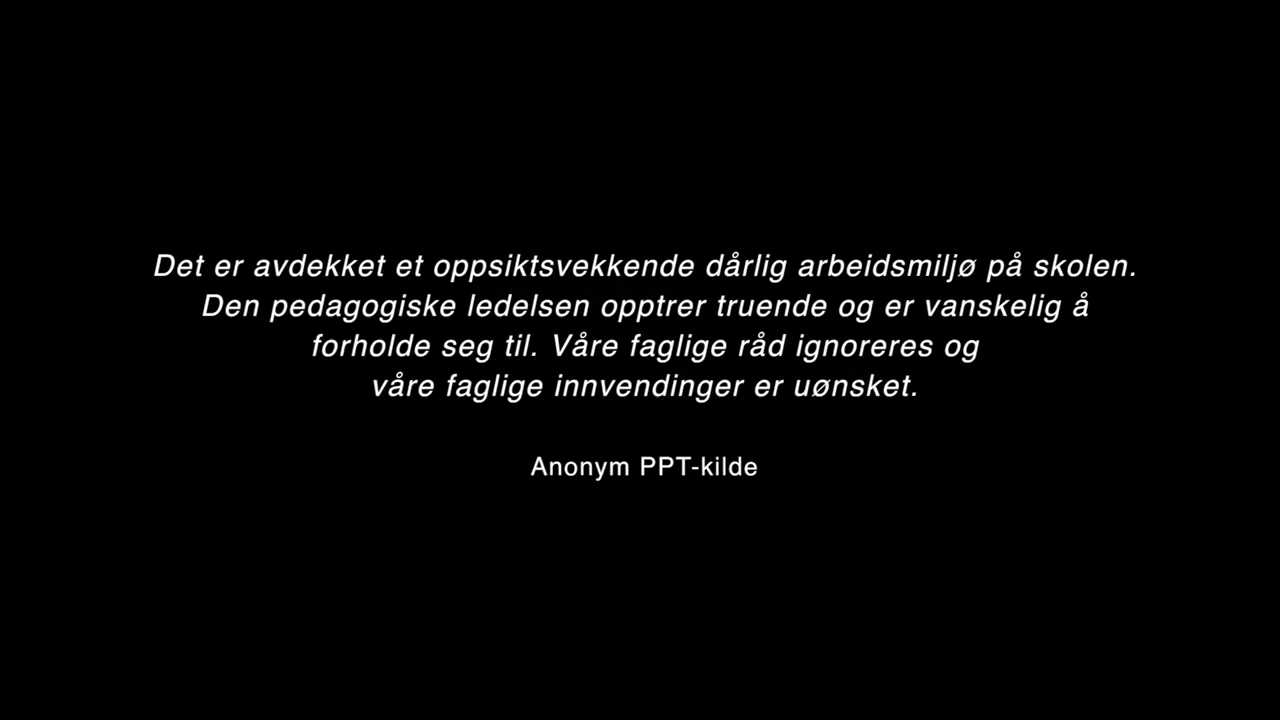 Det er avdekket et oppsiktsvekkende dårlig arbeidsmiljø på skolen.
Den pedagogiske ledelsen opptrer truende og er vanskelig å
forholde seg til. Våre faglige råd ignoreres og
våre faglige innvendinger er uønsket.
Anonym PPT-kilde